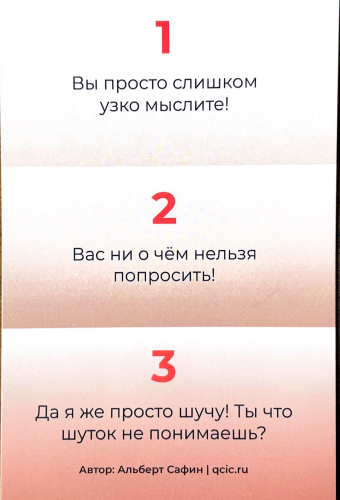 1
Вы просто слишком
узко мыслите!
2
Вас ни о чём нельзя
попросить!
3
Да я же просто шучу! Ты что
шуток не понимаешь?
Автор: Альберт Сафин | qcic.ru